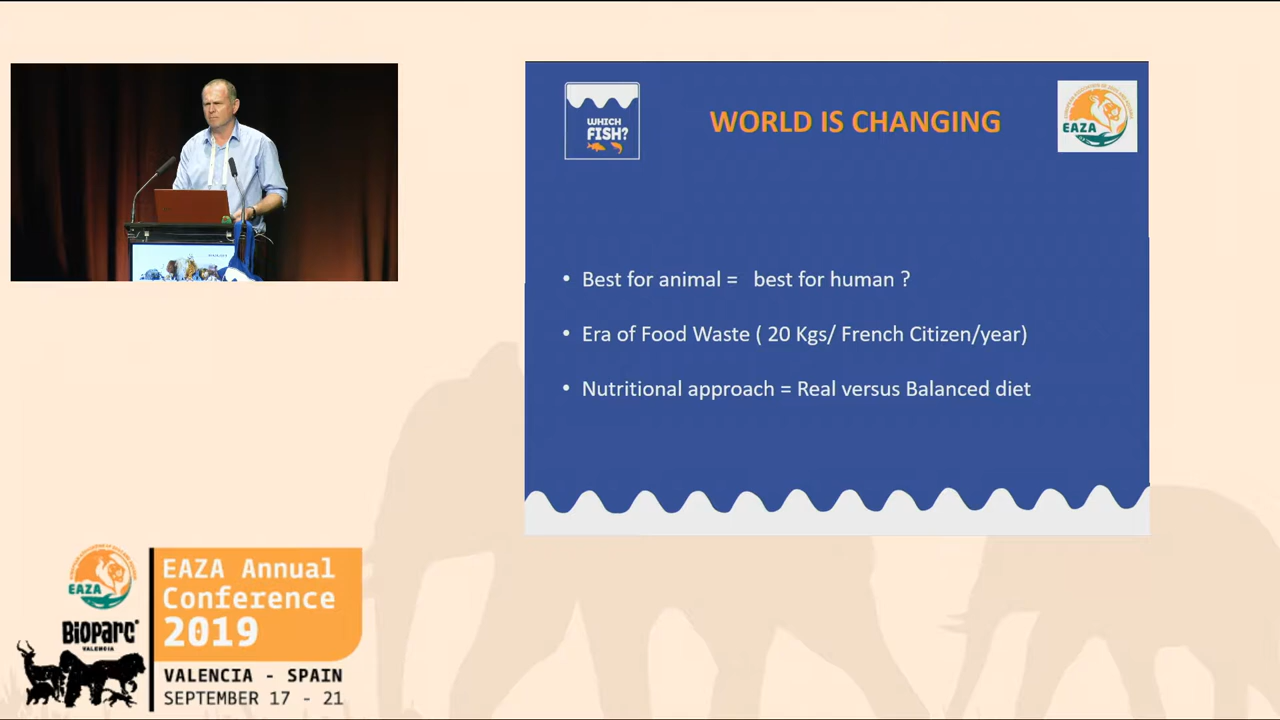 WHICH
FISH?
WORLD IS CHANGING
EAZA
• Best for animal = best for human ?
• Era of Food Waste ( 20 Kgs/ French Citizen/year)
• Nutritional approach = Real versus Balanced diet
EAZA
BIOPARC
VALENCIA
EAZA Annual
Conference
2019
VALENCIA - SPAIN
SEPTEMBER 17 - 21